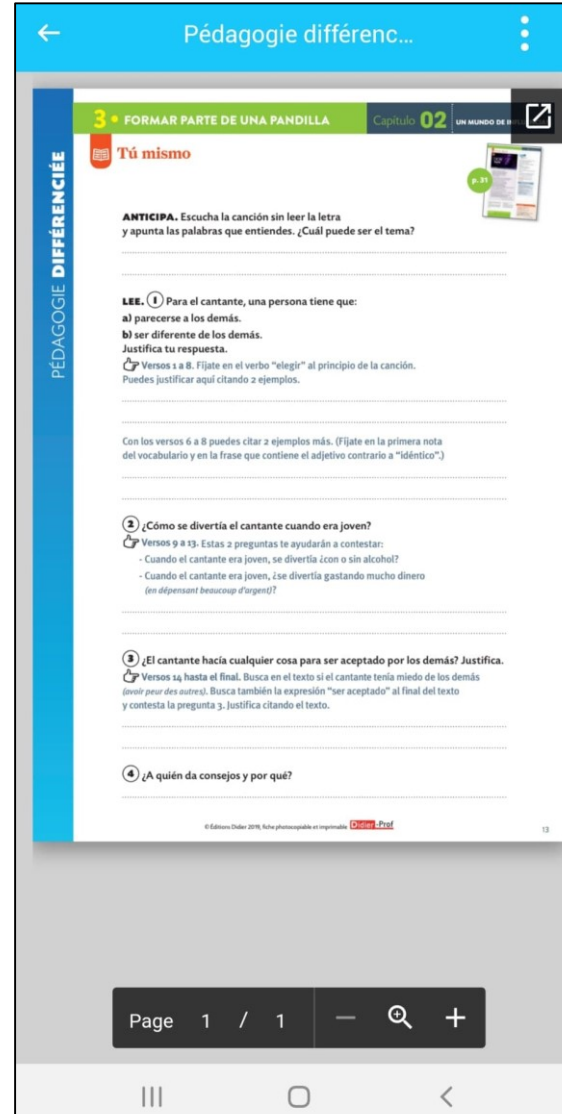 Pédagogie différenc...
3 • FORMAR PARTE DE UNA PANDILLA
Capítulo 02
UN MUNDO DE
Tú mismo
p. 31
PÉDAGOGIE DIFFÉRENCIÉE
ANTICIPA. Escucha la canción sin leer la letra
y apunta las palabras que entiendes. ¿Cuál puede ser el tema?
LEE. 1 Para el cantante, una persona tiene que:
a) parecerse a los demás.
b) ser diferente de los demás.
Justifica tu respuesta.
Versos 1 a 8. Fíjate en el verbo "elegir" al principio de la canción.
Puedes justificar aquí citando 2 ejemplos.
Con los versos 6 a 8 puedes citar 2 ejemplos más. (Fíjate en la primera nota
del vocabulario y en la frase que contiene el adjetivo contrario a "idéntico".)
2 ¿Cómo se divertía el cantante cuando era joven?
Versos 9 a 13. Estas 2 preguntas te ayudarán a contestar:
- Cuando el cantante era joven, se divertía ¿con o sin alcohol?
- Cuando el cantante era joven, ¿se divertía gastando mucho dinero
(en dépensant beaucoup d'argent)?
3 ¿El cantante hacía cualquier cosa para ser aceptado por los demás? Justifica.
Versos 14 hasta el final. Busca en el texto si el cantante tenía miedo de los demás
(avoir peur des autres). Busca también la expresión "ser aceptado" al final del texto
y contesta la pregunta 3. Justifica citando el texto.
4 ¿A quién da consejos y por qué?
© Éditions Didier 2019, fiche photocopiable et imprimable Didier Prof
13
Page 1 / 1